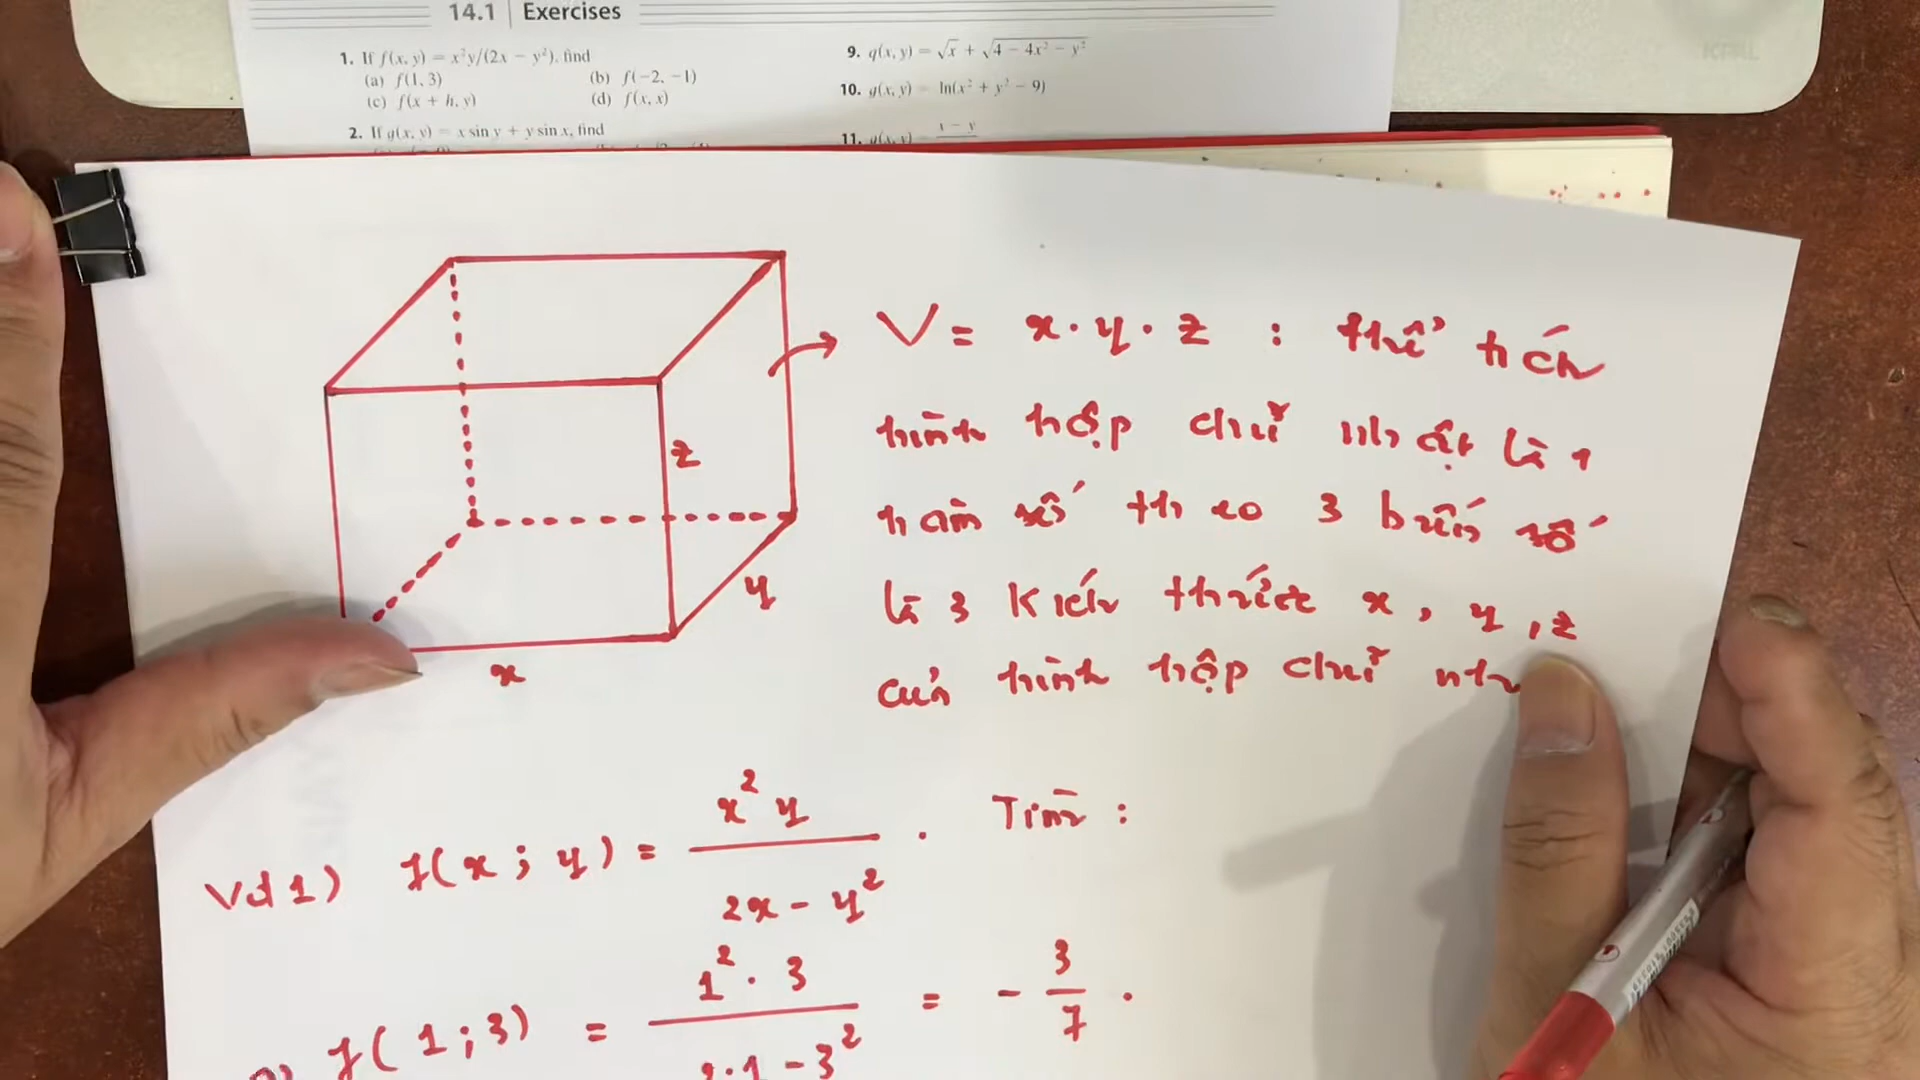 14.1 | Exercises
1. If f(x, y) = x²y/(2x − y²), find
(a) f(1, 3) (b) f(−2, −1)
(c) f(x + h, y) (d) f(x, x)
2. If g(x, y) = x sin y + y sin x, find
9. g(x, y) = √x + √4 − 4x² − y²
10. g(x, y) = ln(x² + y² − 9)
11. g(x, y) x − y
V = x · y · z : thể tích
hình hộp chữ nhật là 1
hàm số theo 3 biến số
là 3 kích thước x, y, z
của hình hộp chữ nh
z
y
x
Vd 1) f(x ; y) = x² y / 2x − y² . Tìm :
f(1 ; 3) = 1² · 3 / 2·1 − 3² = − 3/7 .